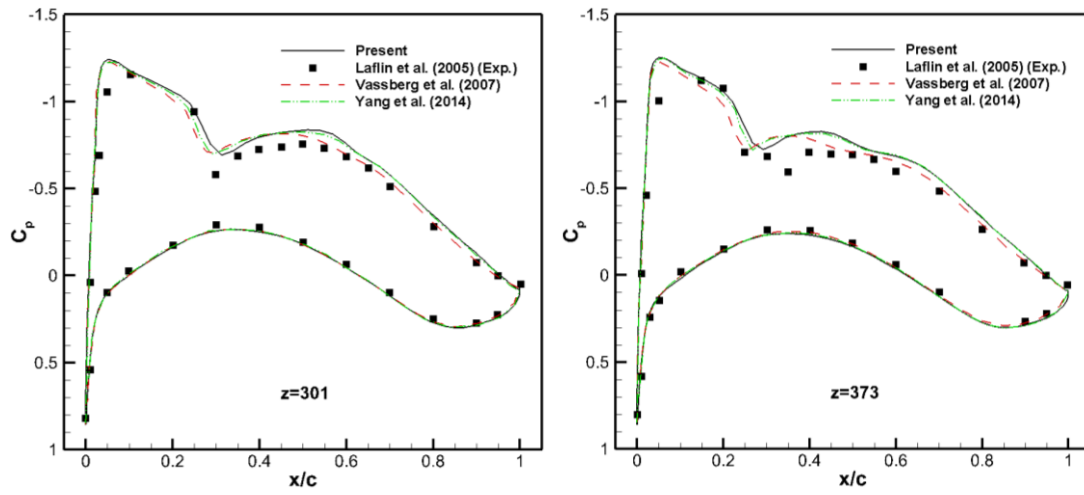 -1.5
-1
-0.5
0
0.5
1
Cp
Present
Laflin et al. (2005) (Exp.)
Vassberg et al. (2007)
Yang et al. (2014)
z=301
0 0.2 0.4 0.6 0.8 1
x/c
-1.5
-1
-0.5
0
0.5
1
Cp
Present
Laflin et al. (2005) (Exp.)
Vassberg et al. (2007)
Yang et al. (2014)
z=373
0 0.2 0.4 0.6 0.8 1
x/c